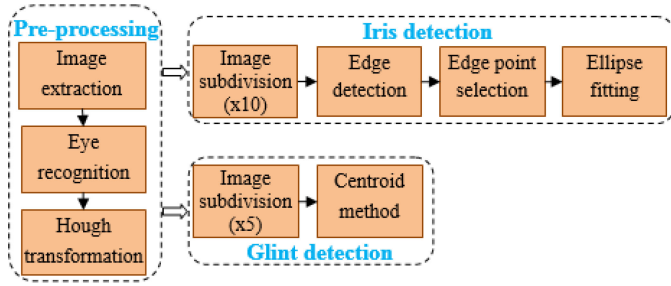 Pre-processing
Image
extraction
Eye
recognition
Hough
transformation
Iris detection
Image
subdivision
(x10)
Edge
detection
Edge point
selection
Ellipse
fitting
Image
subdivision
(x5)
Centroid
method
Glint detection